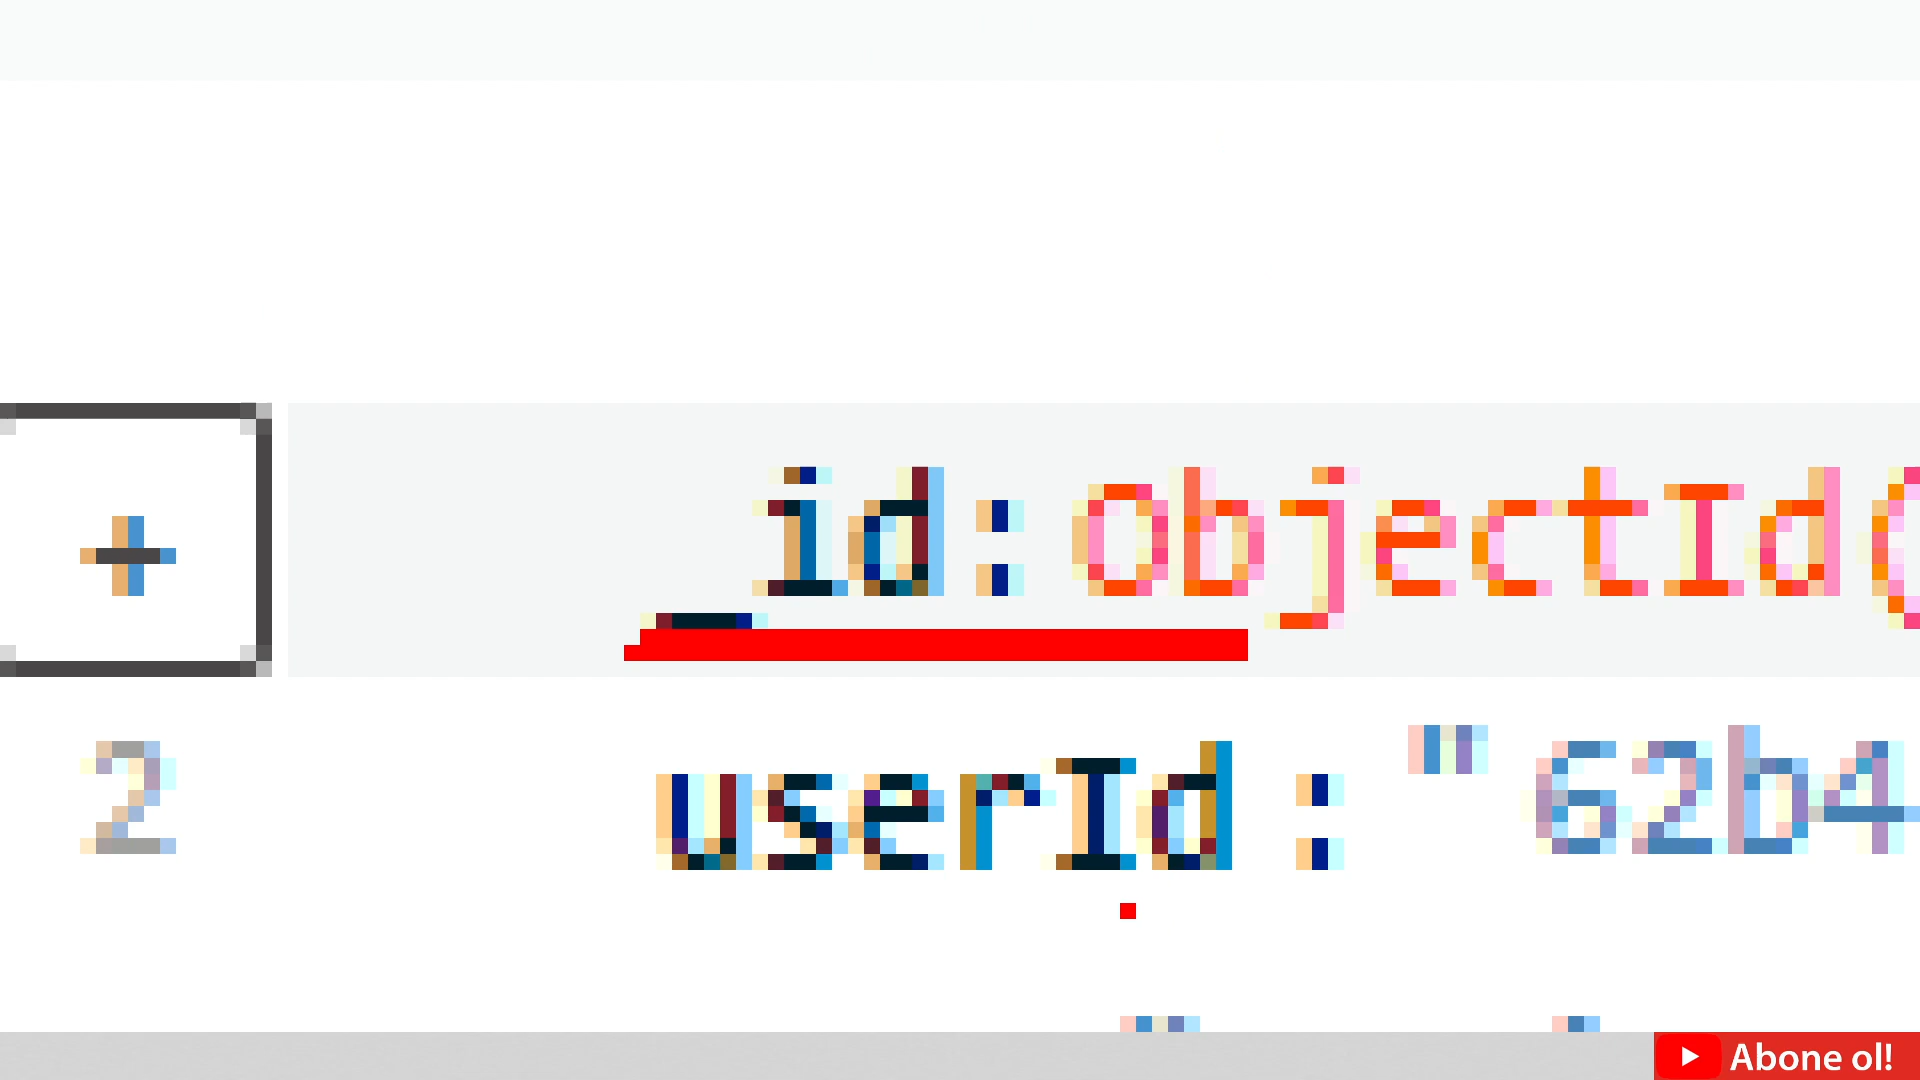 + _id:ObjectId(
2 userId : "62b4
Abone ol!